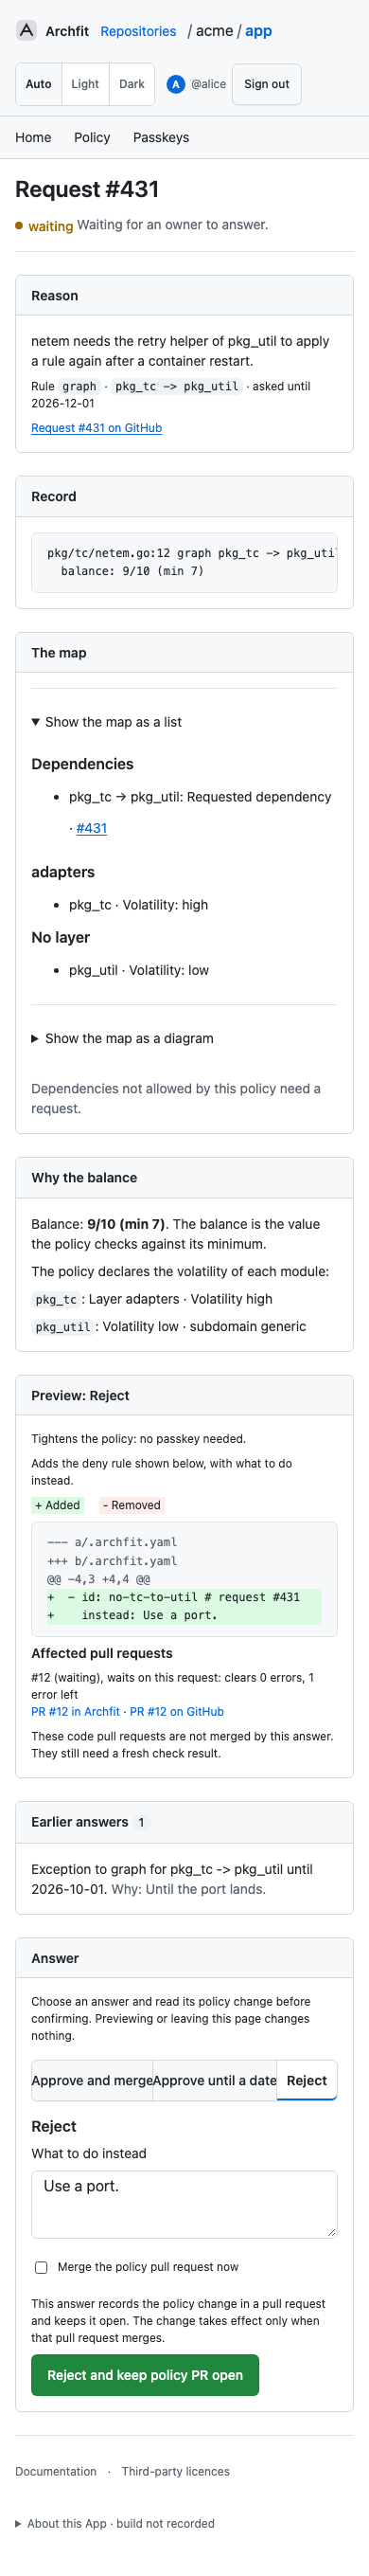 Archfit Repositories / acme / app
Auto Light Dark A @alice Sign out
Home Policy Passkeys
Request #431
waiting Waiting for an owner to answer.
Reason
netem needs the retry helper of pkg_util to apply
a rule again after a container restart.
Rule graph · pkg_tc -> pkg_util · asked until
2026-12-01
Request #431 on GitHub
Record
pkg/tc/netem.go:12 graph pkg_tc -> pkg_util
balance: 9/10 (min 7)
The map
▼ Show the map as a list
Dependencies
• pkg_tc → pkg_util: Requested dependency
· #431
adapters
• pkg_tc · Volatility: high
No layer
• pkg_util · Volatility: low
▶ Show the map as a diagram
Dependencies not allowed by this policy need a
request.
Why the balance
Balance: 9/10 (min 7). The balance is the value
the policy checks against its minimum.
The policy declares the volatility of each module:
pkg_tc: Layer adapters · Volatility high
pkg_util: Volatility low · subdomain generic
Preview: Reject
Tightens the policy: no passkey needed.
Adds the deny rule shown below, with what to do
instead.
+ Added - Removed
--- a/.archfit.yaml
+++ b/.archfit.yaml
@@ -4,3 +4,4 @@
+  - id: no-tc-to-util # request #431
+    instead: Use a port.
Affected pull requests
#12 (waiting), waits on this request: clears 0 errors, 1
error left
PR #12 in Archfit · PR #12 on GitHub
These code pull requests are not merged by this answer.
They still need a fresh check result.
Earlier answers 1
Exception to graph for pkg_tc -> pkg_util until
2026-10-01. Why: Until the port lands.
Answer
Choose an answer and read its policy change before
confirming. Previewing or leaving this page changes
nothing.
Approve and merge Approve until a date Reject
Reject
What to do instead
Use a port.
Merge the policy pull request now
This answer records the policy change in a pull request
and keeps it open. The change takes effect only when
that pull request merges.
Reject and keep policy PR open
Documentation · Third-party licences
▶ About this App · build not recorded